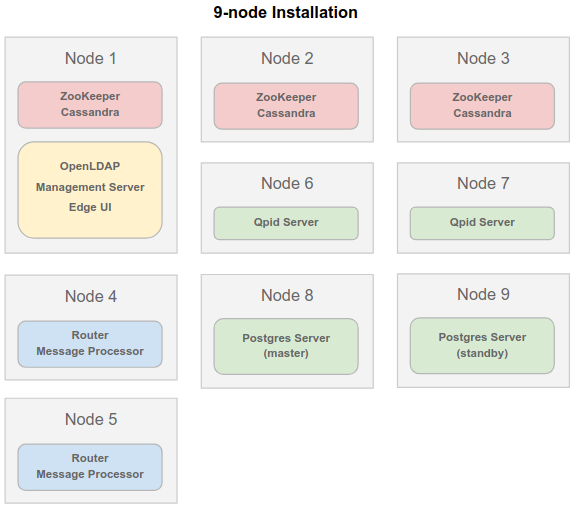 9-node Installation
Node 1
ZooKeeper
Cassandra
OpenLDAP
Management Server
Edge UI
Node 2
ZooKeeper
Cassandra
Node 3
ZooKeeper
Cassandra
Node 6
Qpid Server
Node 7
Qpid Server
Node 4
Router
Message Processor
Node 8
Postgres Server
(master)
Node 9
Postgres Server
(standby)
Node 5
Router
Message Processor